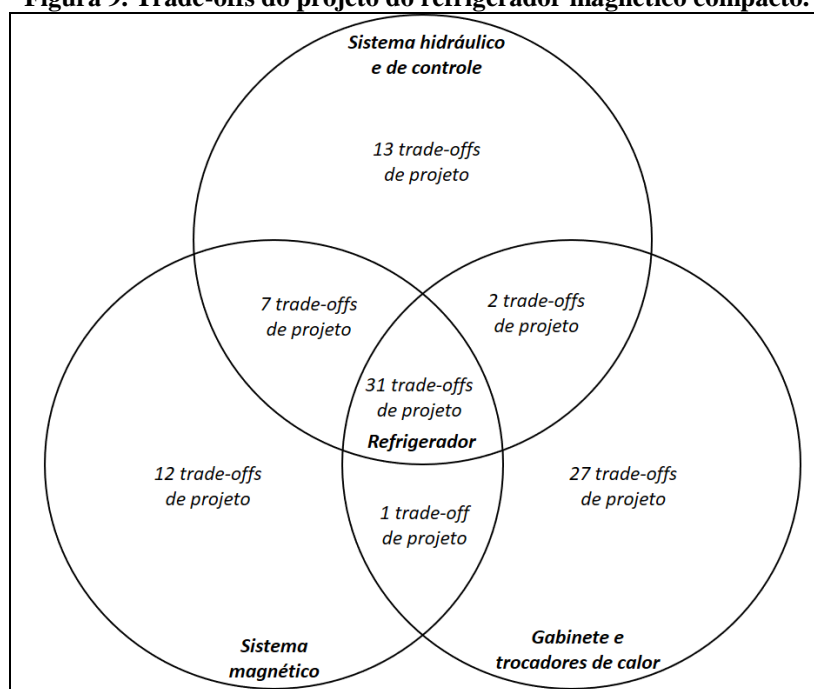 Figura 9. Trade-offs do projeto do refrigerador magnético compacto.
Sistema hidráulico
e de controle
13 trade-offs
de projeto
7 trade-offs
de projeto
2 trade-offs
de projeto
31 trade-offs
de projeto
Refrigerador
12 trade-offs
de projeto
27 trade-offs
de projeto
1 trade-off
de projeto
Sistema
magnético
Gabinete e
trocadores de calor